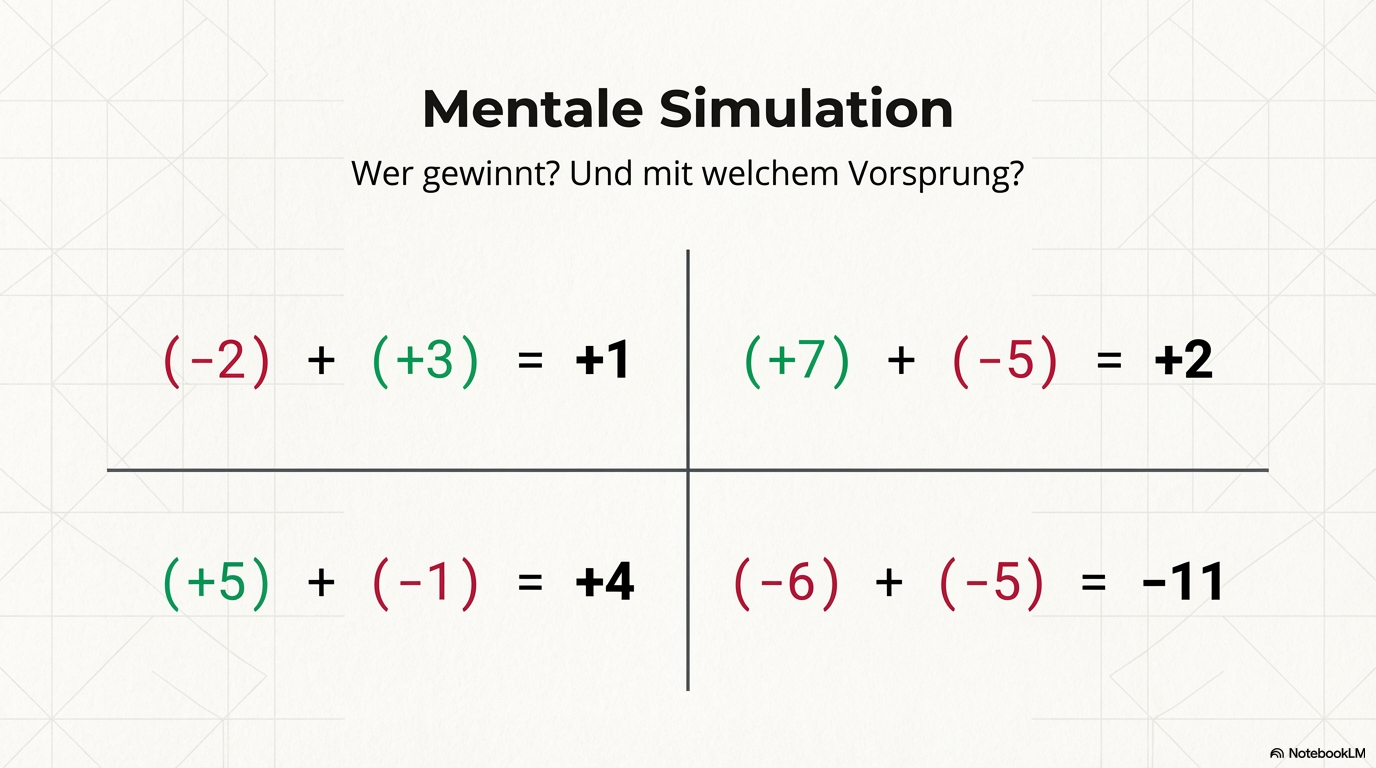 Mentale Simulation
Wer gewinnt? Und mit welchem Vorsprung?
(−2) + (+3) = +1
(+7) + (−5) = +2
(+5) + (−1) = +4
(−6) + (−5) = −11
NotebookLM